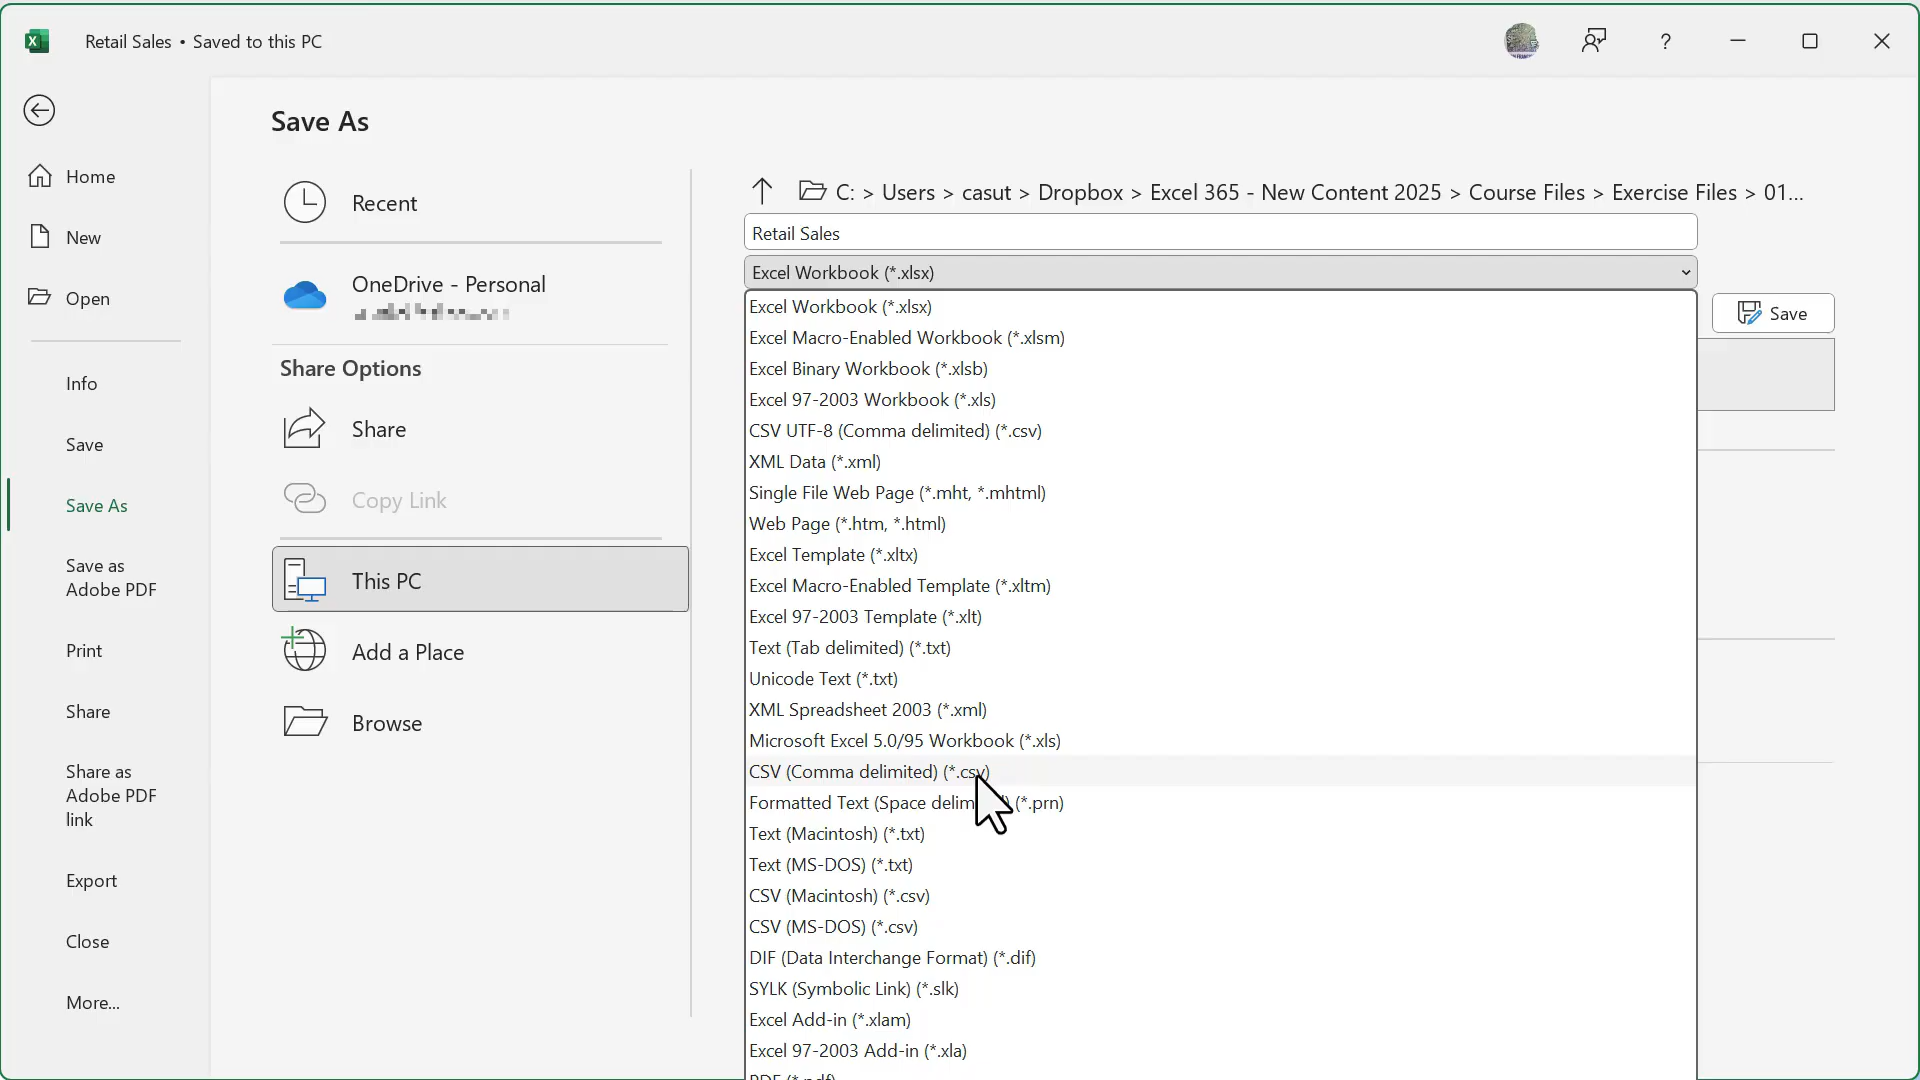 Retail Sales • Saved to this PC
?
Home
New
Open
Info
Save
Save As
Save as
Adobe PDF
Print
Share
Share as
Adobe PDF
link
Export
Close
More...
Save As
Recent
OneDrive - Personal
Share Options
Share
Copy Link
This PC
Add a Place
Browse
C: > Users > casut > Dropbox > Excel 365 - New Content 2025 > Course Files > Exercise Files > 01...
Retail Sales
Excel Workbook (*.xlsx)
Save
Excel Workbook (*.xlsx)
Excel Macro-Enabled Workbook (*.xlsm)
Excel Binary Workbook (*.xlsb)
Excel 97-2003 Workbook (*.xls)
CSV UTF-8 (Comma delimited) (*.csv)
XML Data (*.xml)
Single File Web Page (*.mht, *.mhtml)
Web Page (*.htm, *.html)
Excel Template (*.xltx)
Excel Macro-Enabled Template (*.xltm)
Excel 97-2003 Template (*.xlt)
Text (Tab delimited) (*.txt)
Unicode Text (*.txt)
XML Spreadsheet 2003 (*.xml)
Microsoft Excel 5.0/95 Workbook (*.xls)
CSV (Comma delimited) (*.csv)
Formatted Text (Space delim) (*.prn)
Text (Macintosh) (*.txt)
Text (MS-DOS) (*.txt)
CSV (Macintosh) (*.csv)
CSV (MS-DOS) (*.csv)
DIF (Data Interchange Format) (*.dif)
SYLK (Symbolic Link) (*.slk)
Excel Add-in (*.xlam)
Excel 97-2003 Add-in (*.xla)
PDF (*.pdf)